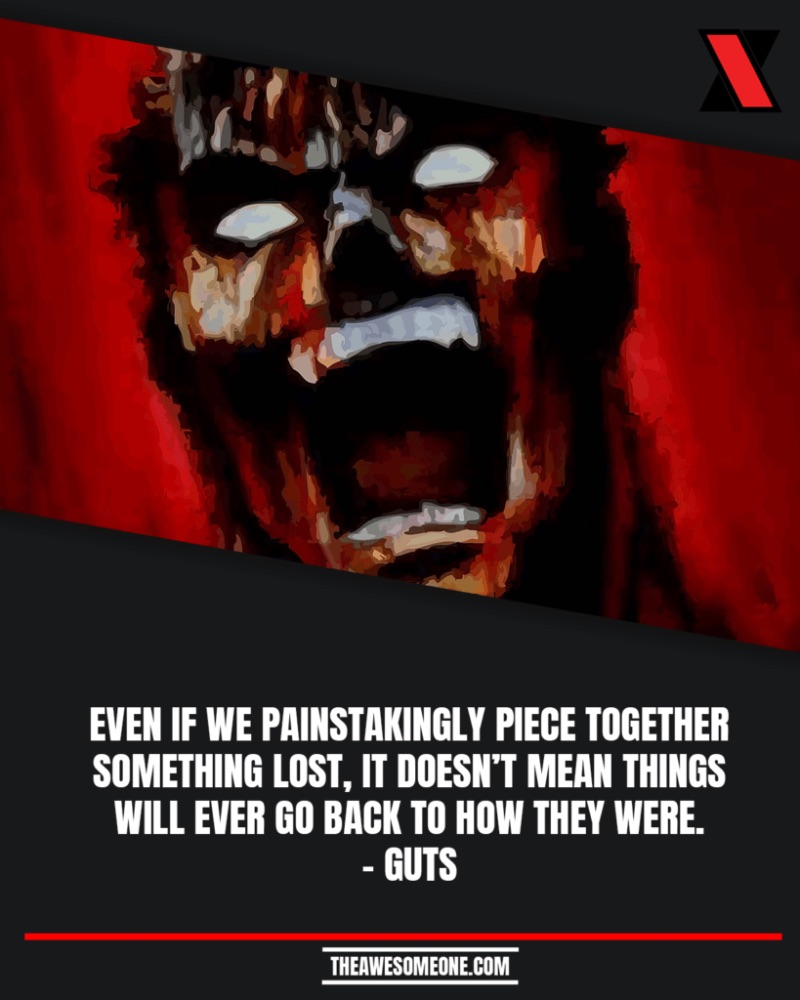 EVEN IF WE PAINSTAKINGLY PIECE TOGETHER
SOMETHING LOST, IT DOESN’T MEAN THINGS
WILL EVER GO BACK TO HOW THEY WERE.
- GUTS
THEAWESOMEONE.COM